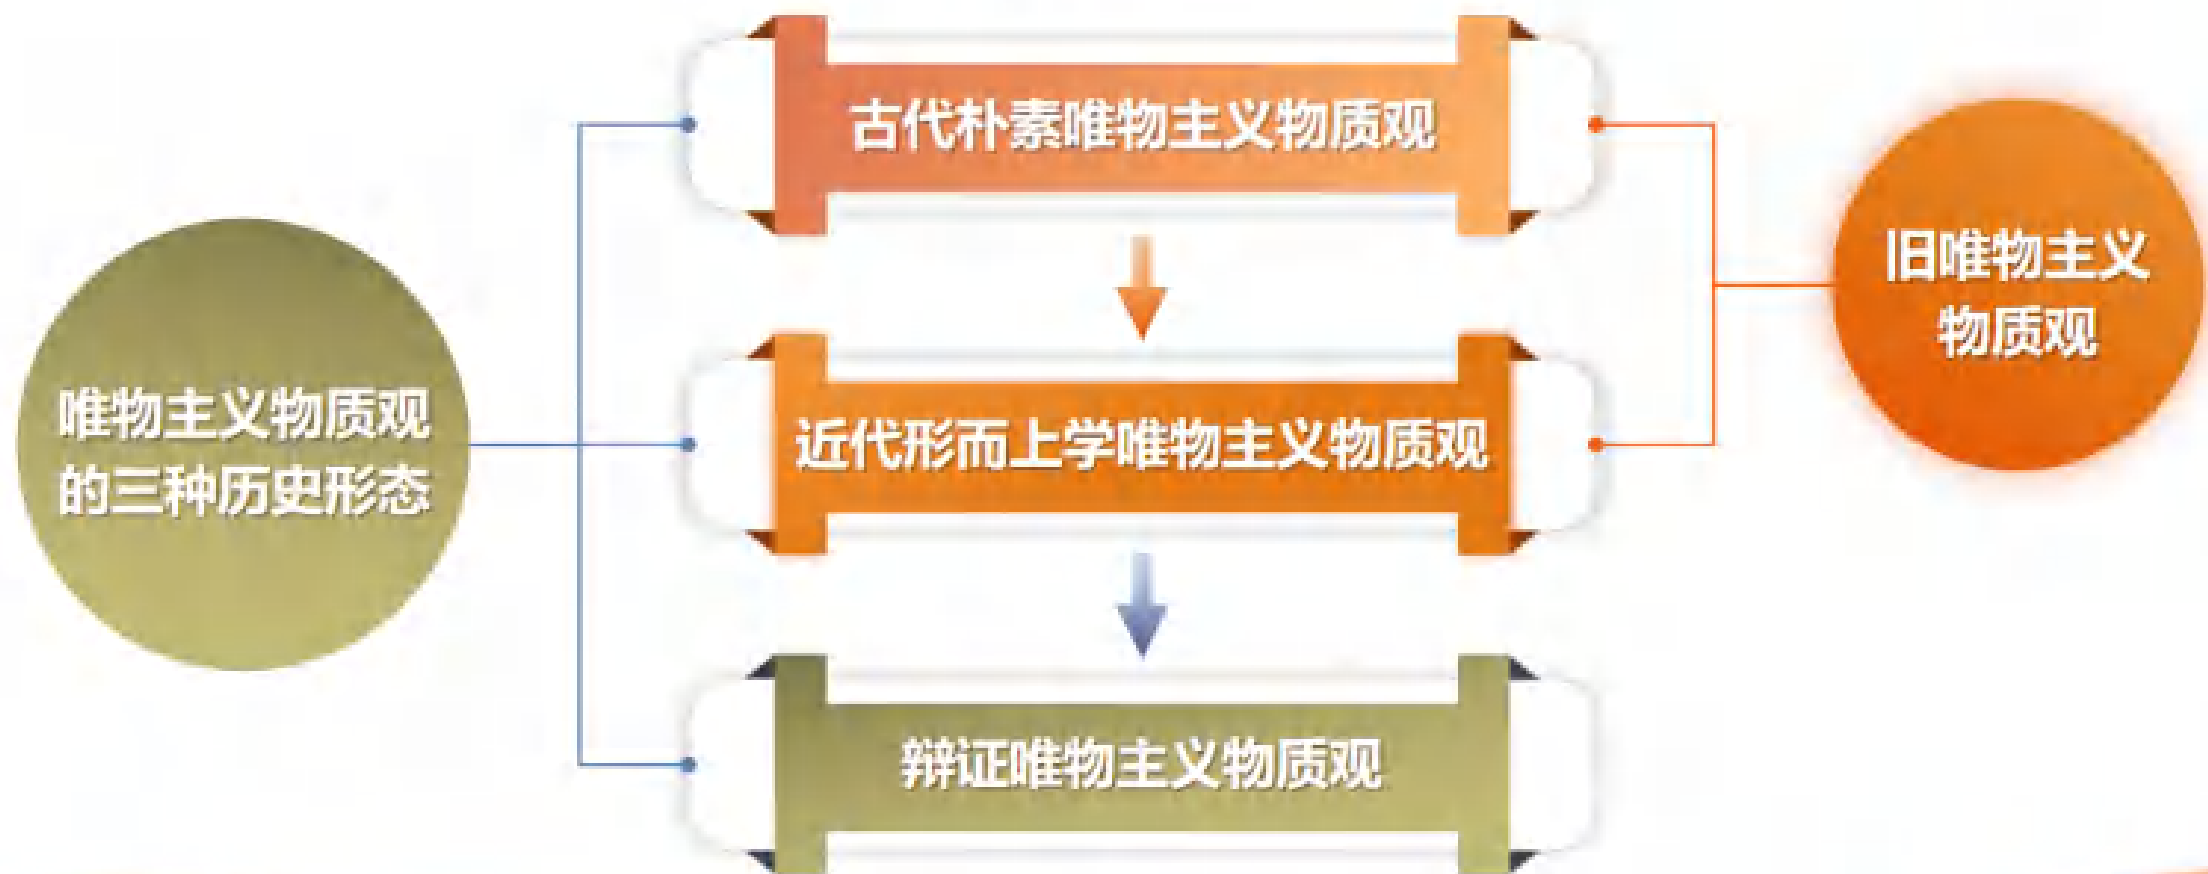 古代朴素唯物主义物质观
旧唯物主义
物质观
唯物主义物质观
的三种历史形态
近代形而上学唯物主义物质观
辩证唯物主义物质观